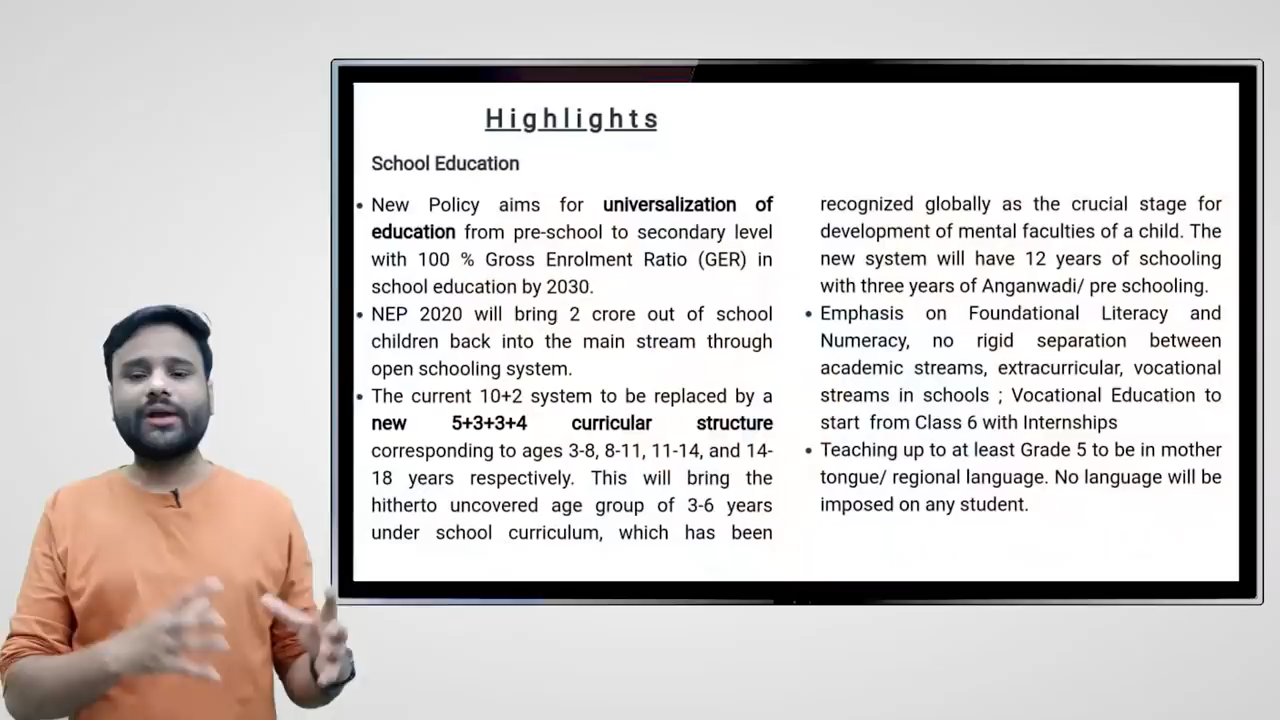 Highlights
School Education
• New Policy aims for universalization of
education from pre-school to secondary level
with 100 % Gross Enrolment Ratio (GER) in
school education by 2030.
• NEP 2020 will bring 2 crore out of school
children back into the main stream through
open schooling system.
• The current 10+2 system to be replaced by a
new 5+3+3+4 curricular structure
corresponding to ages 3-8, 8-11, 11-14, and 14-
18 years respectively. This will bring the
hitherto uncovered age group of 3-6 years
under school curriculum, which has been
recognized globally as the crucial stage for
development of mental faculties of a child. The
new system will have 12 years of schooling
with three years of Anganwadi/ pre schooling.
• Emphasis on Foundational Literacy and
Numeracy, no rigid separation between
academic streams, extracurricular, vocational
streams in schools ; Vocational Education to
start from Class 6 with Internships
• Teaching up to at least Grade 5 to be in mother
tongue/ regional language. No language will be
imposed on any student.